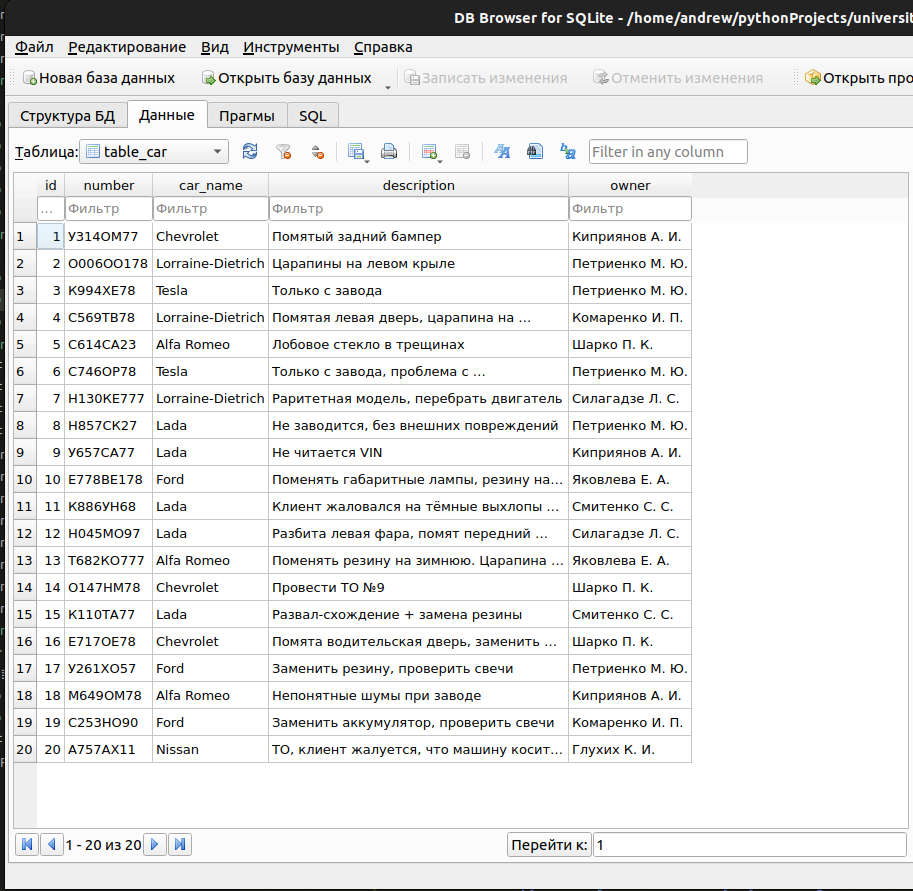 DB Browser for SQLite - /home/andrew/pythonProjects/universit
Файл Редактирование Вид Инструменты Справка
Новая база данных Открыть базу данных Записать изменения Отменить изменения Открыть про
Структура БД Данные Прагмы SQL
Таблица: table_car Filter in any column
id number car_name description owner
... Фильтр Фильтр Фильтр Фильтр
1 1 У314ОМ77 Chevrolet Помятый задний бампер Киприянов А. И.
2 2 О006ОО178 Lorraine-Dietrich Царапины на левом крыле Петриенко М. Ю.
3 3 К994ХЕ78 Tesla Только с завода Петриенко М. Ю.
4 4 С569ТВ78 Lorraine-Dietrich Помятая левая дверь, царапина на ... Комаренко И. П.
5 5 С614СА23 Alfa Romeo Лобовое стекло в трещинах Шарко П. К.
6 6 С746ОР78 Tesla Только с завода, проблема с ... Петриенко М. Ю.
7 7 Н130КЕ777 Lorraine-Dietrich Раритетная модель, перебрать двигатель Силагадзе Л. С.
8 8 Н857СК27 Lada Не заводится, без внешних повреждений Петриенко М. Ю.
9 9 У657СА77 Lada Не читается VIN Киприянов А. И.
10 10 Е778ВЕ178 Ford Поменять габаритные лампы, резину на... Яковлева Е. А.
11 11 К886УН68 Lada Клиент жаловался на тёмные выхлопы ... Смитенко С. С.
12 12 Н045МО97 Lada Разбита левая фара, помят передний ... Силагадзе Л. С.
13 13 Т682КО777 Alfa Romeo Поменять резину на зимнюю. Царапина ... Яковлева Е. А.
14 14 О147НМ78 Chevrolet Провести ТО №9 Шарко П. К.
15 15 К110ТА77 Lada Развал-схождение + замена резины Смитенко С. С.
16 16 Е717ОЕ78 Chevrolet Помята водительская дверь, заменить ... Шарко П. К.
17 17 У261ХО57 Ford Заменить резину, проверить свечи Петриенко М. Ю.
18 18 М649ОМ78 Alfa Romeo Непонятные шумы при заводе Киприянов А. И.
19 19 С253НО90 Ford Заменить аккумулятор, проверить свечи Комаренко И. П.
20 20 А757АХ11 Nissan ТО, клиент жалуется, что машину косит... Глухих К. И.
1 - 20 из 20 Перейти к: 1